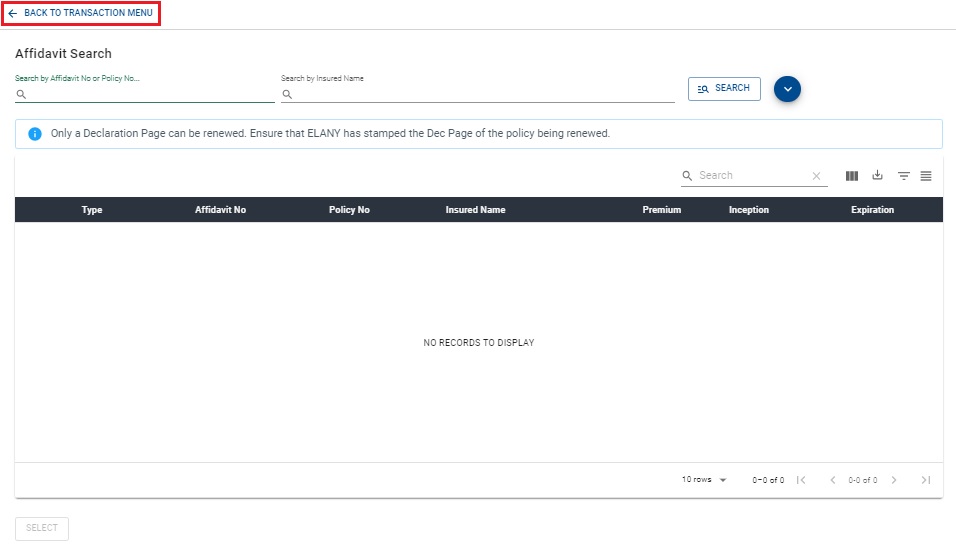 BACK TO TRANSACTION MENU
Affidavit Search
Search by Affidavit No or Policy No...
Search by Insured Name
SEARCH
Only a Declaration Page can be renewed. Ensure that ELANY has stamped the Dec Page of the policy being renewed.
Search
Type Affidavit No Policy No Insured Name Premium Inception Expiration
NO RECORDS TO DISPLAY
10 rows 0-0 of 0 0-0 of 0
SELECT